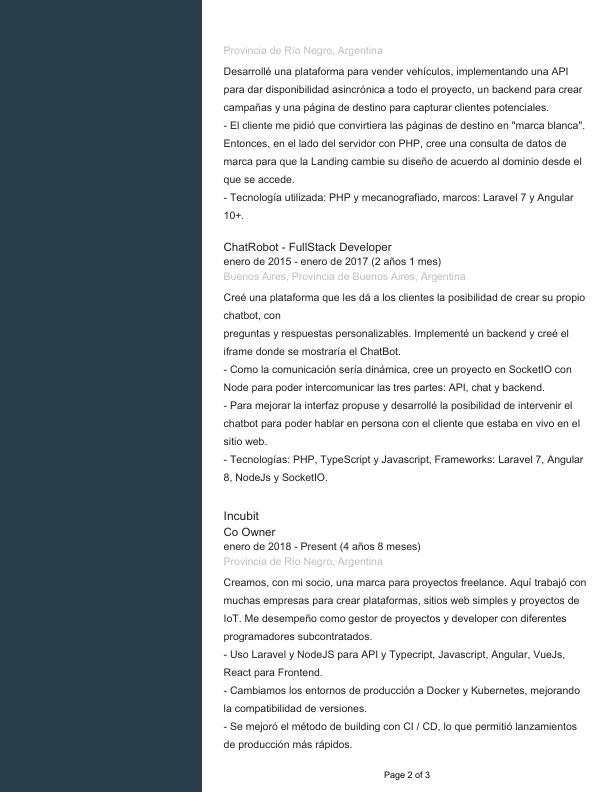 Provincia de Río Negro, Argentina
Desarrollé una plataforma para vender vehículos, implementando una API
para dar disponibilidad asincrónica a todo el proyecto, un backend para crear
campañas y una página de destino para capturar clientes potenciales.
- El cliente me pidió que convirtiera las páginas de destino en "marca blanca".
Entonces, en el lado del servidor con PHP, cree una consulta de datos de
marca para que la Landing cambie su diseño de acuerdo al dominio desde el
que se accede.
- Tecnología utilizada: PHP y mecanografiado, marcos: Laravel 7 y Angular
10+.
ChatRobot - FullStack Developer
enero de 2015 - enero de 2017 (2 años 1 mes)
Buenos Aires, Provincia de Buenos Aires, Argentina
Creé una plataforma que les dá a los clientes la posibilidad de crear su propio
chatbot, con
preguntas y respuestas personalizables. Implementé un backend y creé el
iframe donde se mostraría el ChatBot.
- Como la comunicación sería dinámica, cree un proyecto en SocketIO con
Node para poder intercomunicar las tres partes: API, chat y backend.
- Para mejorar la interfaz propuse y desarrollé la posibilidad de intervenir el
chatbot para poder hablar en persona con el cliente que estaba en vivo en el
sitio web.
- Tecnologías: PHP, TypeScript y Javascript, Frameworks: Laravel 7, Angular
8, NodeJs y SocketIO.
Incubit
Co Owner
enero de 2018 - Present (4 años 8 meses)
Provincia de Río Negro, Argentina
Creamos, con mi socio, una marca para proyectos freelance. Aquí trabajó con
muchas empresas para crear plataformas, sitios web simples y proyectos de
IoT. Me desempeño como gestor de proyectos y developer con diferentes
programadores subcontratados.
- Uso Laravel y NodeJS para API y Typecript, Javascript, Angular, VueJs,
React para Frontend.
- Cambiamos los entornos de producción a Docker y Kubernetes, mejorando
la compatibilidad de versiones.
- Se mejoró el método de building con CI / CD, lo que permitió lanzamientos
de producción más rápidos.
Page 2 of 3